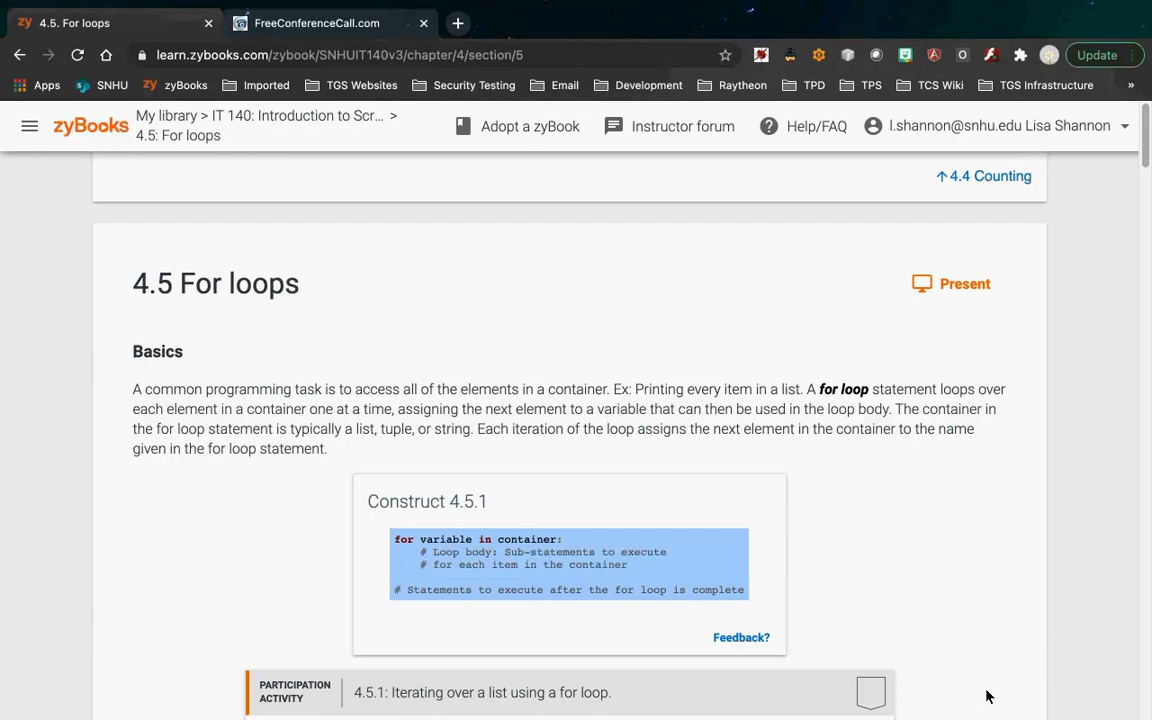 zy 4.5. For loops
FreeConferenceCall.com
learn.zybooks.com/zybook/SNHUIT140v3/chapter/4/section/5
Update
Apps SNHU zy zyBooks Imported TGS Websites Security Testing Email Development Raytheon TPD TPS TCS Wiki TGS Infrastructure »
zyBooks My library > IT 140: Introduction to Scr... >
4.5: For loops
Adopt a zyBook Instructor forum Help/FAQ l.shannon@snhu.edu Lisa Shannon
4.4 Counting
4.5 For loops
Present
Basics
A common programming task is to access all of the elements in a container. Ex: Printing every item in a list. A for loop statement loops over
each element in a container one at a time, assigning the next element to a variable that can then be used in the loop body. The container in
the for loop statement is typically a list, tuple, or string. Each iteration of the loop assigns the next element in the container to the name
given in the for loop statement.
Construct 4.5.1
for variable in container:
# Loop body: Sub-statements to execute
# for each item in the container
# Statements to execute after the for loop is complete
Feedback?
PARTICIPATION
ACTIVITY
4.5.1: Iterating over a list using a for loop.